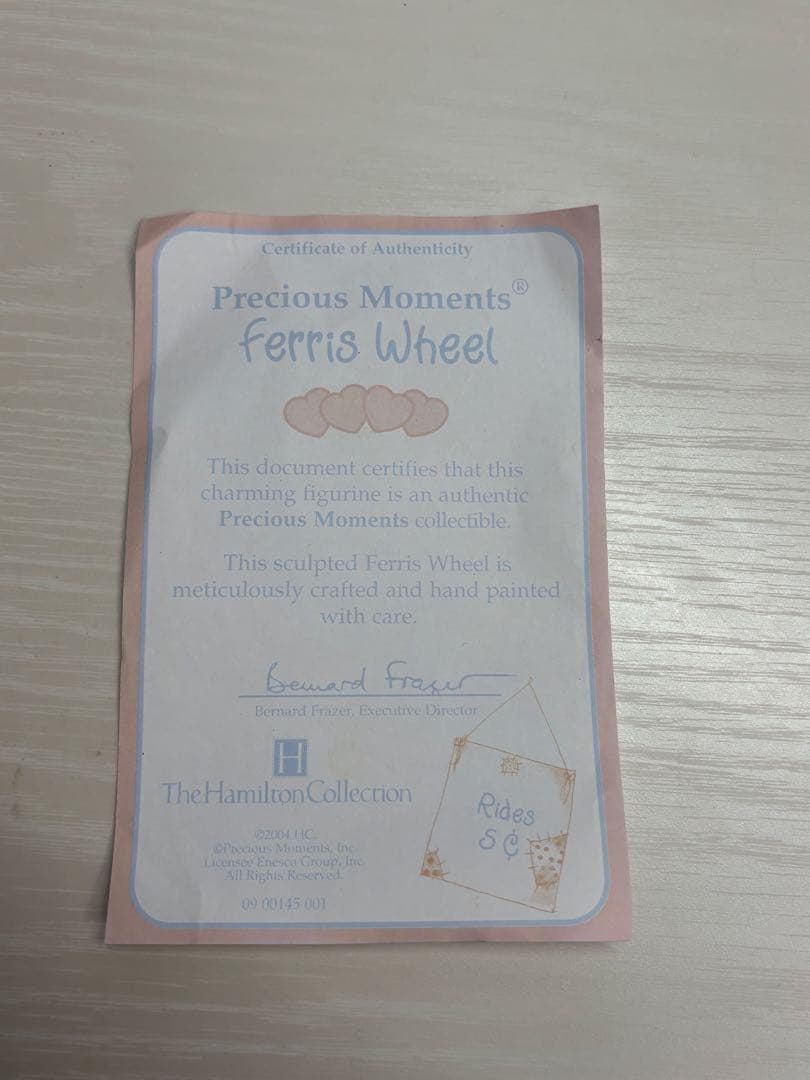 Certificate of Authenticity
Precious Moments®
Ferris Wheel
This document certifies that this
charming figurine is an authentic
Precious Moments collectible.
This sculpted Ferris Wheel is
meticulously crafted and hand painted
with care.
Bernard Frazer
Bernard Frazer, Executive Director
H
The Hamilton Collection
©2004 HC.
©Precious Moments, Inc.
Licensee Enesco Group, Inc.
All Rights Reserved.
09 00145 001
Rides
5¢